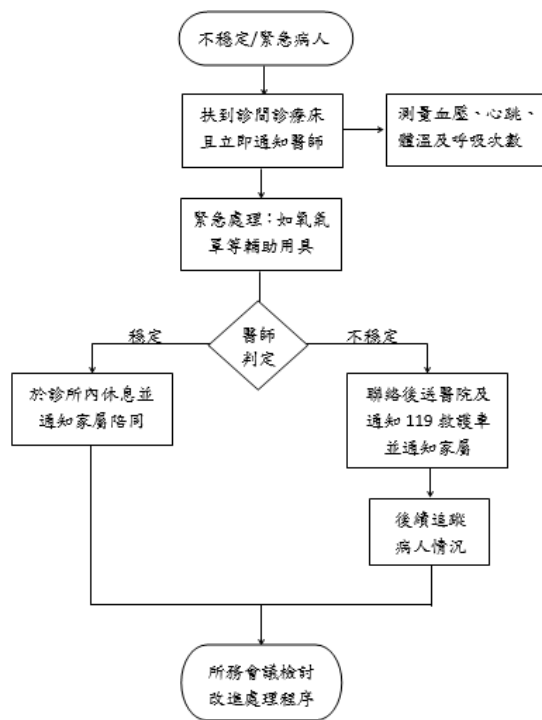 不穩定/緊急病人
扶到診間診療床
且立即通知醫師
測量血壓、心跳、
體溫及呼吸次數
緊急處理：如氧氣
罩等輔助用具
醫師
判定
穩定
不穩定
於診所內休息並
通知家屬陪同
聯絡後送醫院及
通知 119 救護車
並通知家屬
後續追蹤
病人情況
所務會議檢討
改進處理程序